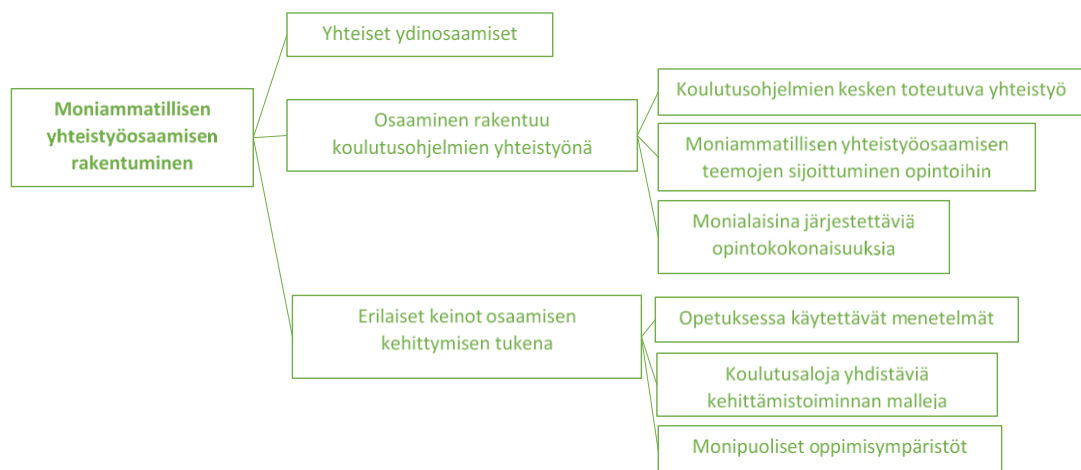 Yhteiset ydinosaamiset
Moniammatillisen
yhteistyöosaamisen
rakentuminen
Osaaminen rakentuu
koulutusohjelmien yhteistyönä
Koulutusohjelmien kesken toteutuva yhteistyö
Moniammatillisen yhteistyöosaamisen
teemojen sijoittuminen opintoihin
Monialaisina järjestettäviä
opintokokonaisuuksia
Erilaiset keinot osaamisen
kehittymisen tukena
Opetuksessa käytettävät menetelmät
Koulutusaloja yhdistäviä
kehittämistoiminnan malleja
Monipuoliset oppimisympäristöt